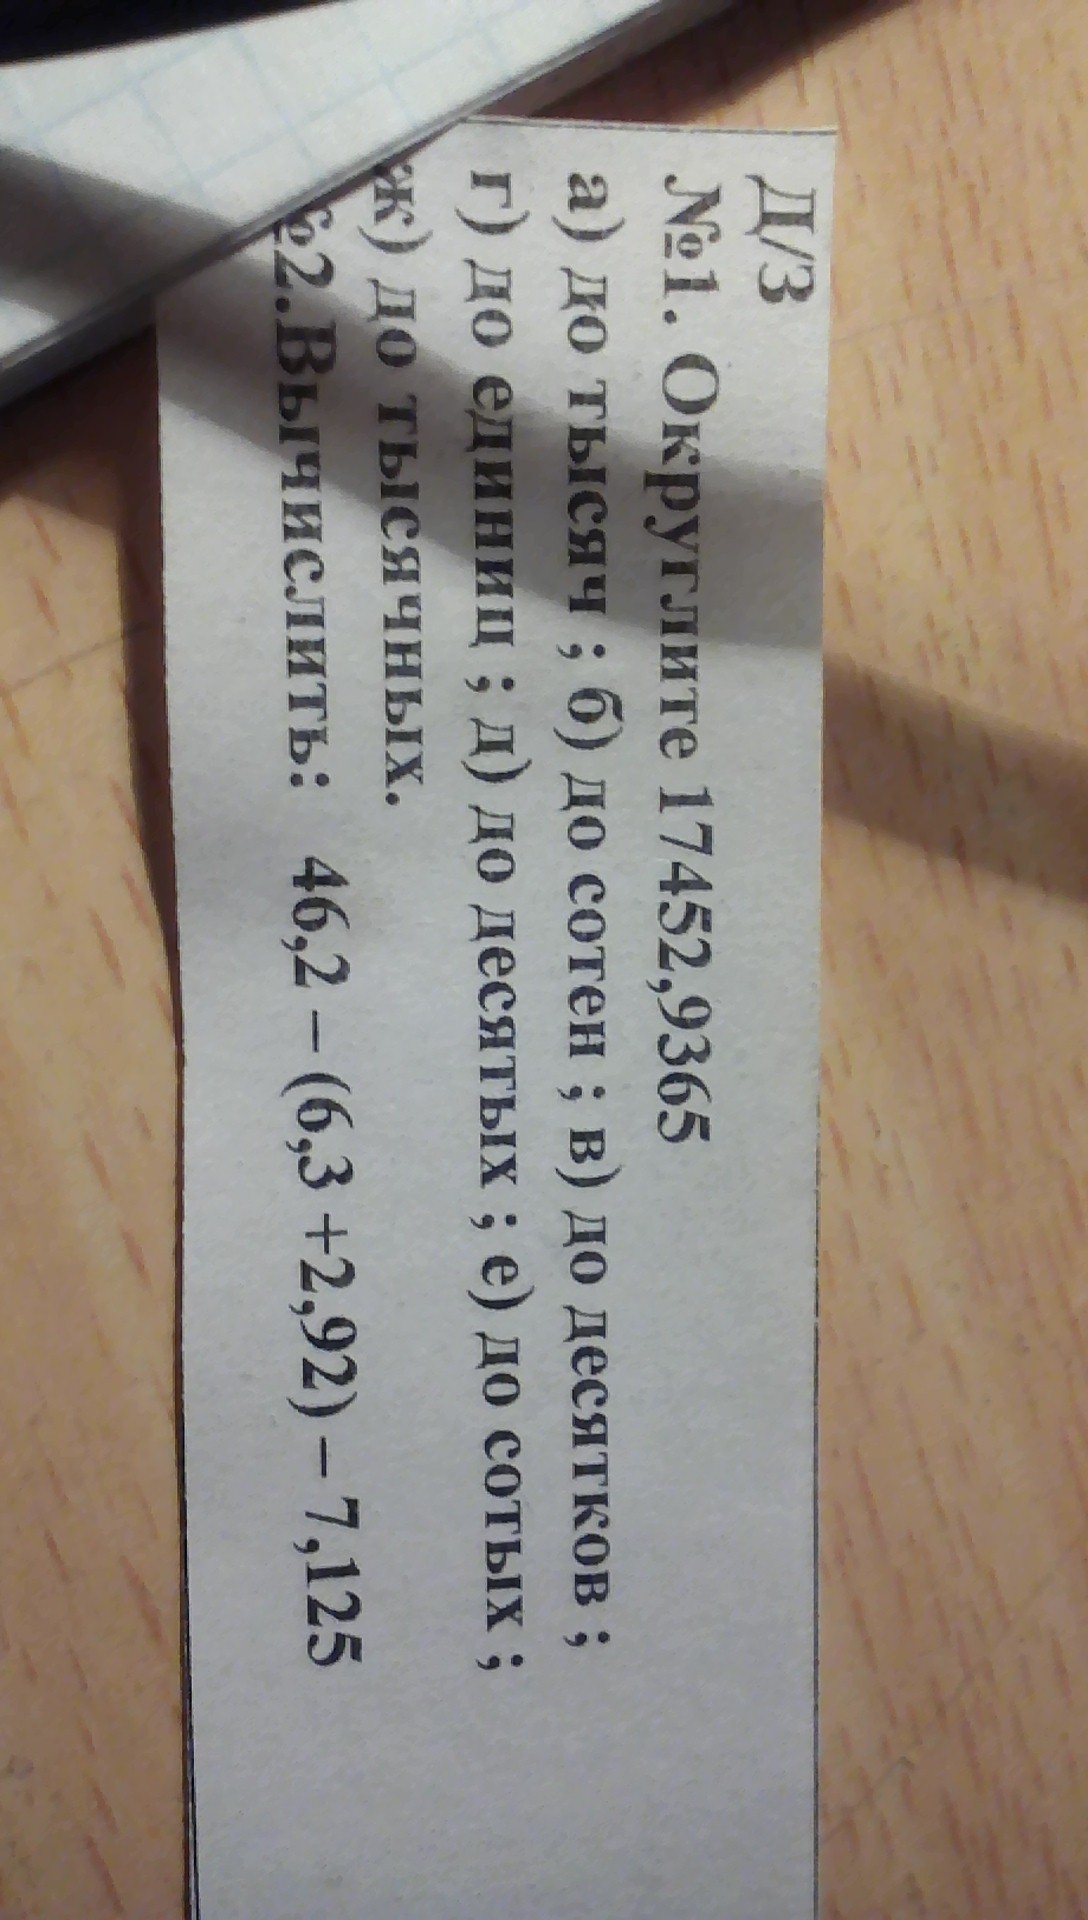 Д/З
№1. Округлите 17452,9365
а) до тысяч ; б) до сотен ; в) до десятков ;
г) до единиц ; д) до десятых ; е) до сотых ;
ж) до тысячных.
№2.Вычислить: 46,2 – (6,3 +2,92) – 7,125